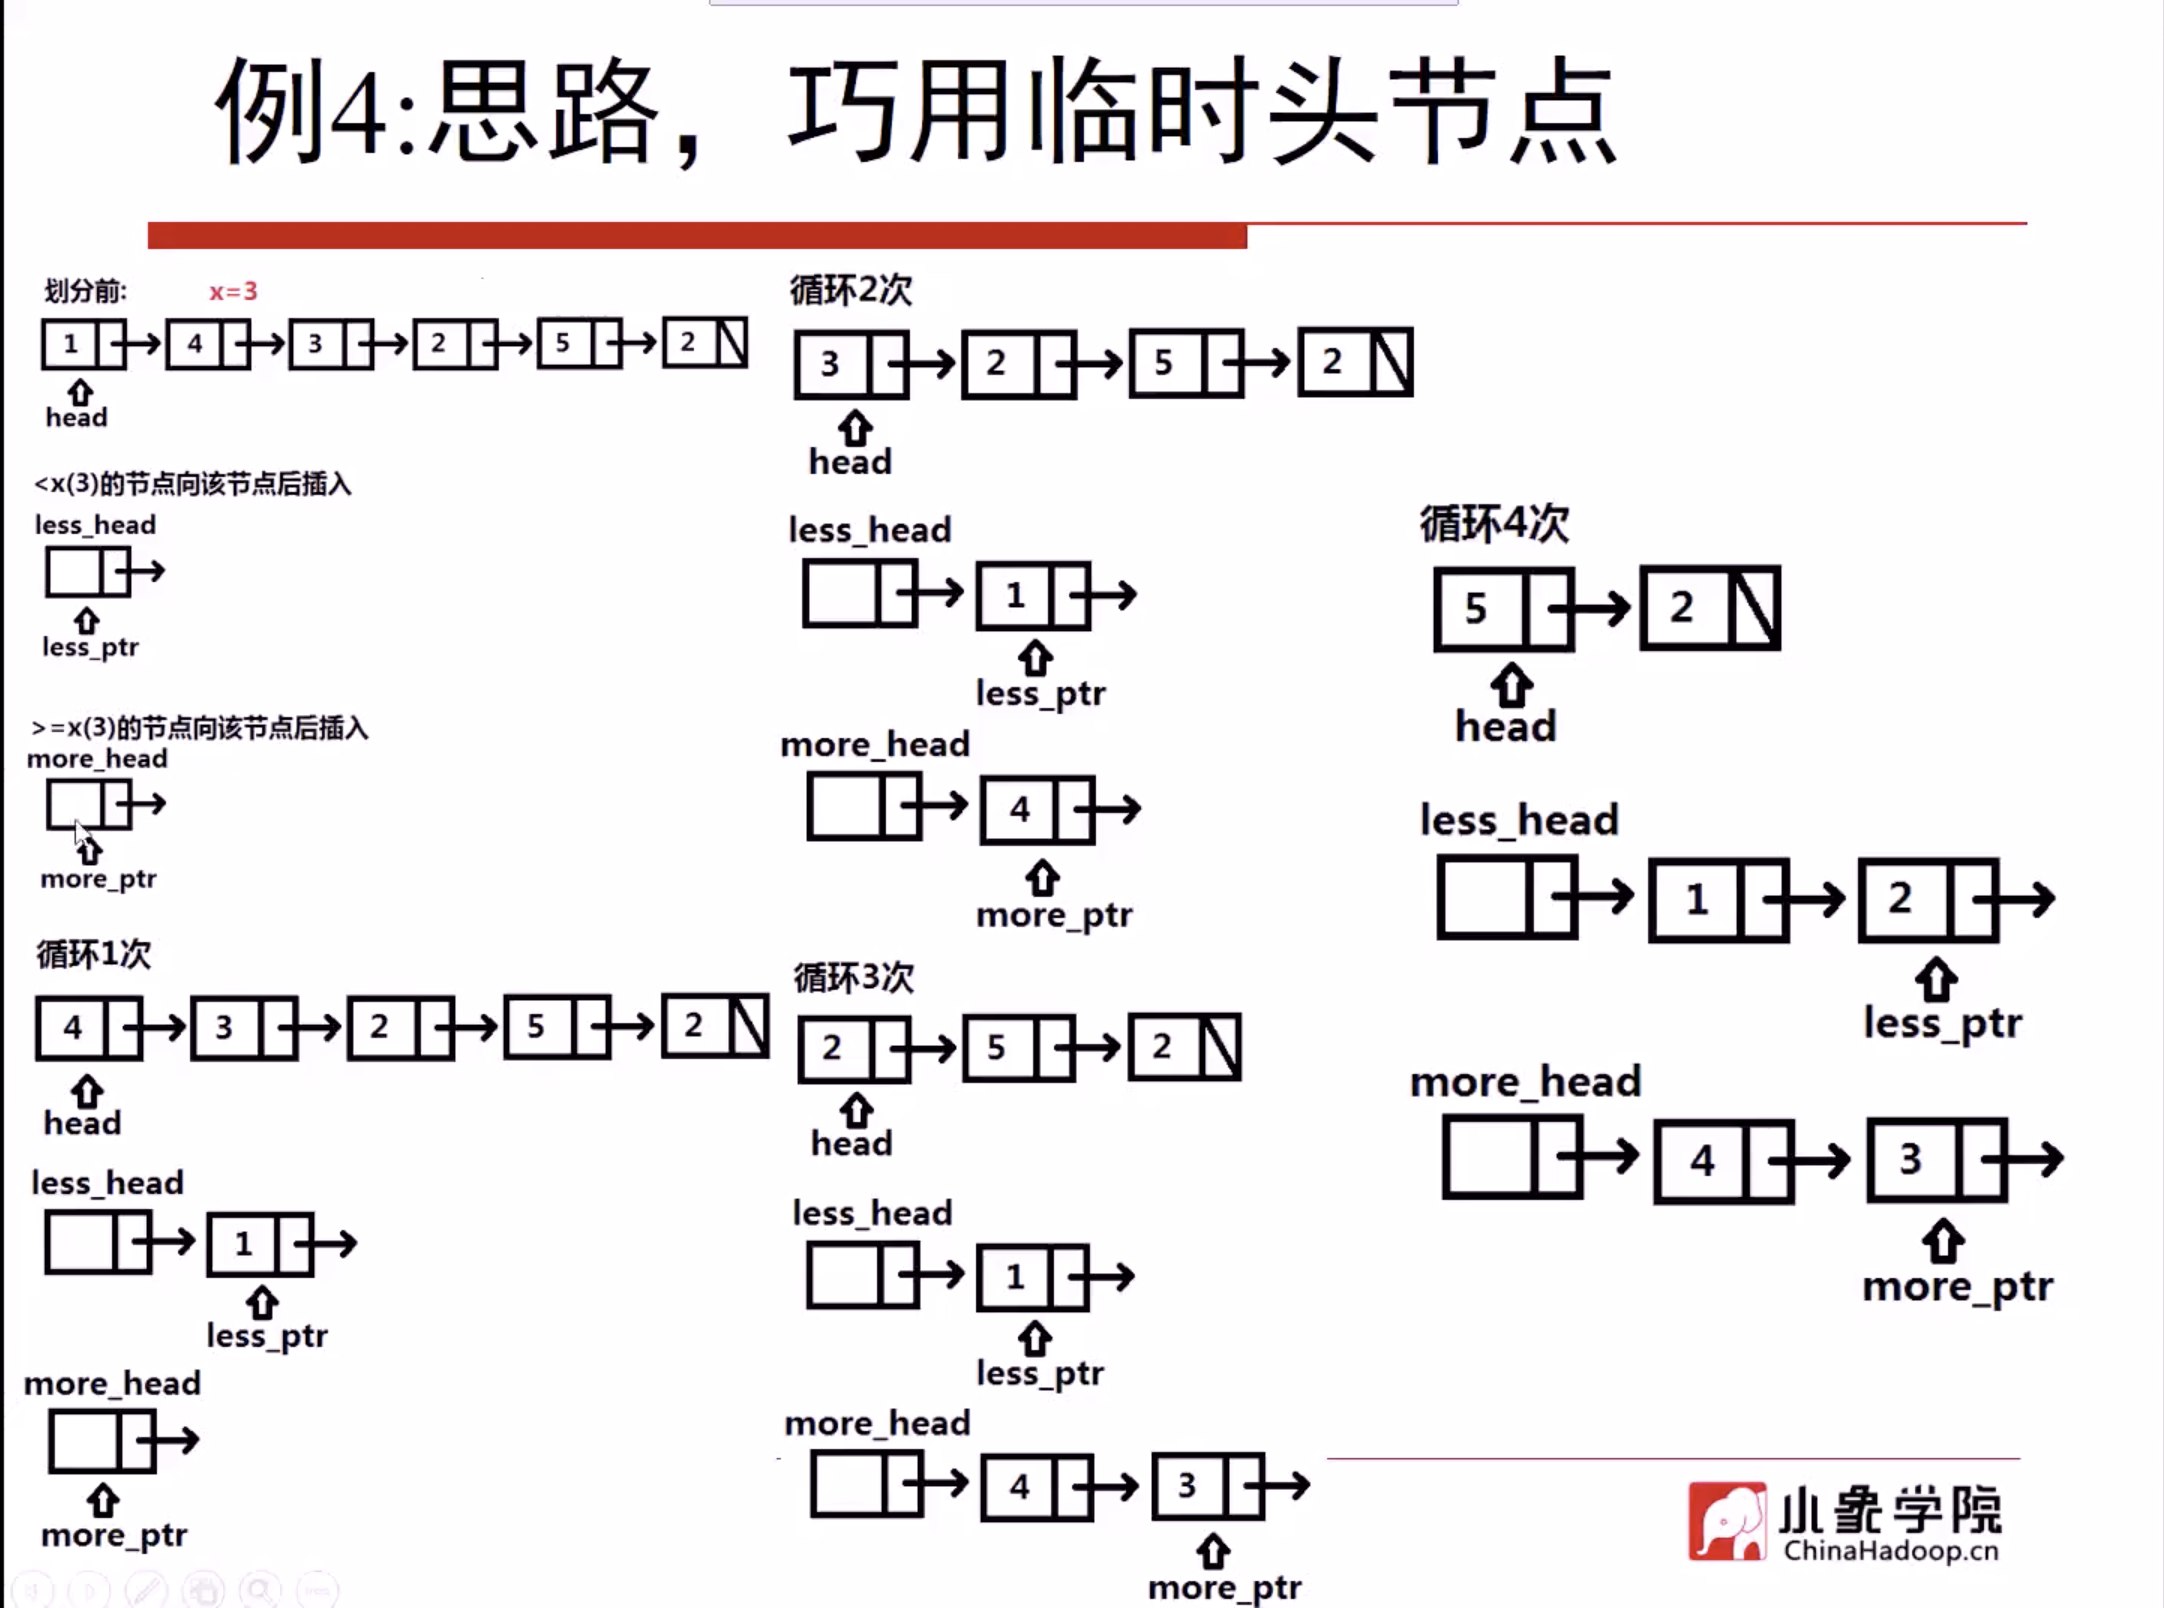 例4:思路，巧用临时头节点
划分前: x=3
1 4 3 2 5 2
head
<x(3)的节点向该节点后插入
less_head
less_ptr
>=x(3)的节点向该节点后插入
more_head
more_ptr
循环1次
4 3 2 5 2
head
less_head
1
less_ptr
more_head
more_ptr
循环2次
3 2 5 2
head
less_head
1
less_ptr
more_head
4
more_ptr
循环3次
2 5 2
head
less_head
1
less_ptr
more_head
4 3
more_ptr
循环4次
5 2
head
less_head
1 2
less_ptr
more_head
4 3
more_ptr
小象学院
ChinaHadoop.cn